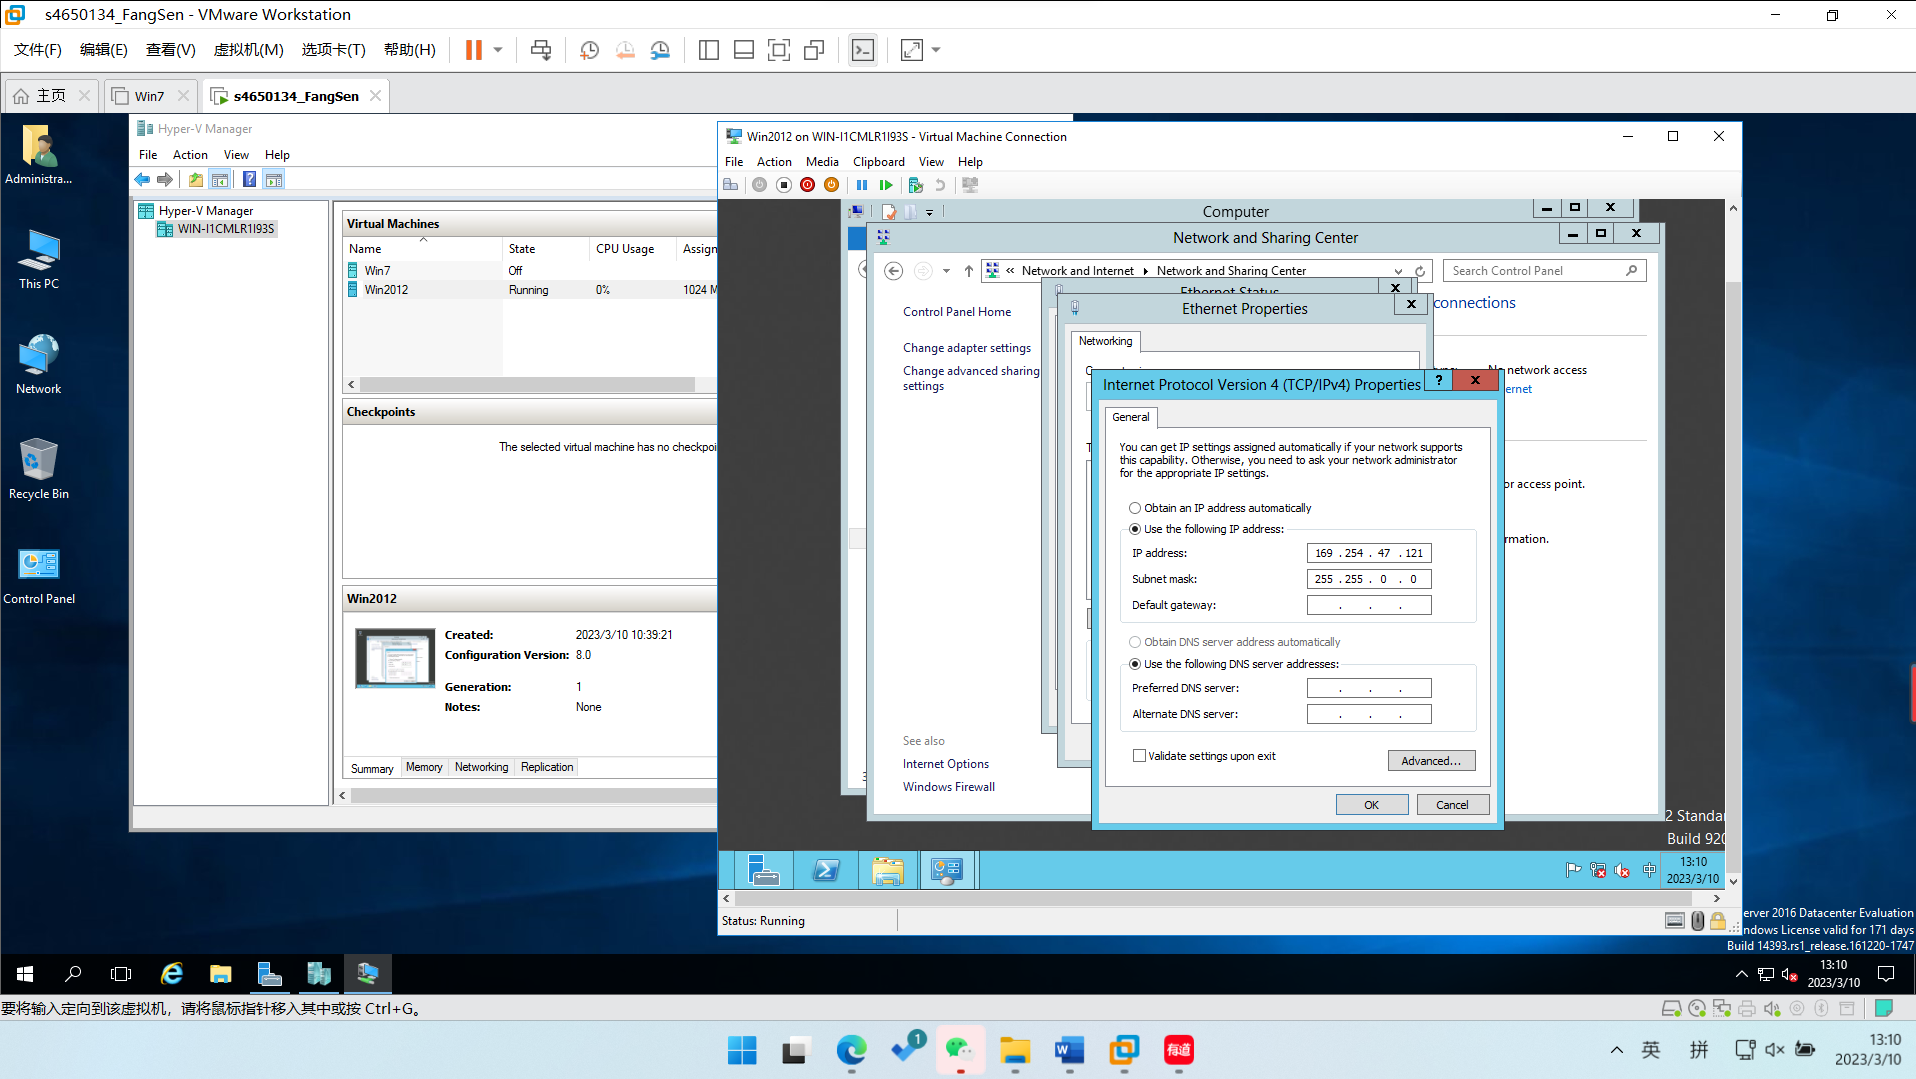 s4650134_FangSen - VMware Workstation
文件(F) 编辑(E) 查看(V) 虚拟机(M) 选项卡(T) 帮助(H)
主页 Win7 s4650134_FangSen
Administra...
This PC
Network
Recycle Bin
Control Panel
Hyper-V Manager
File Action View Help
Hyper-V Manager
WIN-I1CMLR1I93S
Virtual Machines
Name State CPU Usage Assign
Win7 Off
Win2012 Running 0% 1024 M
Checkpoints
The selected virtual machine has no checkpoi
Win2012
Created: 2023/3/10 10:39:21
Configuration Version: 8.0
Generation: 1
Notes: None
Summary Memory Networking Replication
Win2012 on WIN-I1CMLR1I93S - Virtual Machine Connection
File Action Media Clipboard View Help
Computer
Network and Sharing Center
« Network and Internet Network and Sharing Center
Search Control Panel
Control Panel Home
Change adapter settings
Change advanced sharing
settings
See also
Internet Options
Windows Firewall
connections
network access
ernet
or access point.
rmation.
Ethernet Status
Ethernet Properties
Networking
Internet Protocol Version 4 (TCP/IPv4) Properties
General
You can get IP settings assigned automatically if your network supports
this capability. Otherwise, you need to ask your network administrator
for the appropriate IP settings.
Obtain an IP address automatically
Use the following IP address:
IP address: 169 . 254 . 47 . 121
Subnet mask: 255 . 255 . 0 . 0
Default gateway: . . .
Obtain DNS server address automatically
Use the following DNS server addresses:
Preferred DNS server: . . .
Alternate DNS server: . . .
Validate settings upon exit
Advanced...
OK Cancel
2 Standar
Build 920
中
13:10
2023/3/10
Status: Running
erver 2016 Datacenter Evaluation
ndows License valid for 171 days
Build 14393.rs1_release.161220-1747
13:10
2023/3/10
要将输入定向到该虚拟机，请将鼠标指针移入其中或按 Ctrl+G。
1
有道
英 拼
13:10
2023/3/10